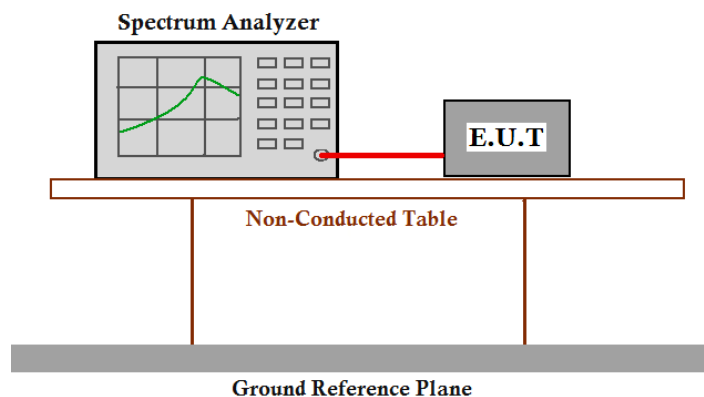 Spectrum Analyzer
E.U.T
Non-Conducted Table
Ground Reference Plane